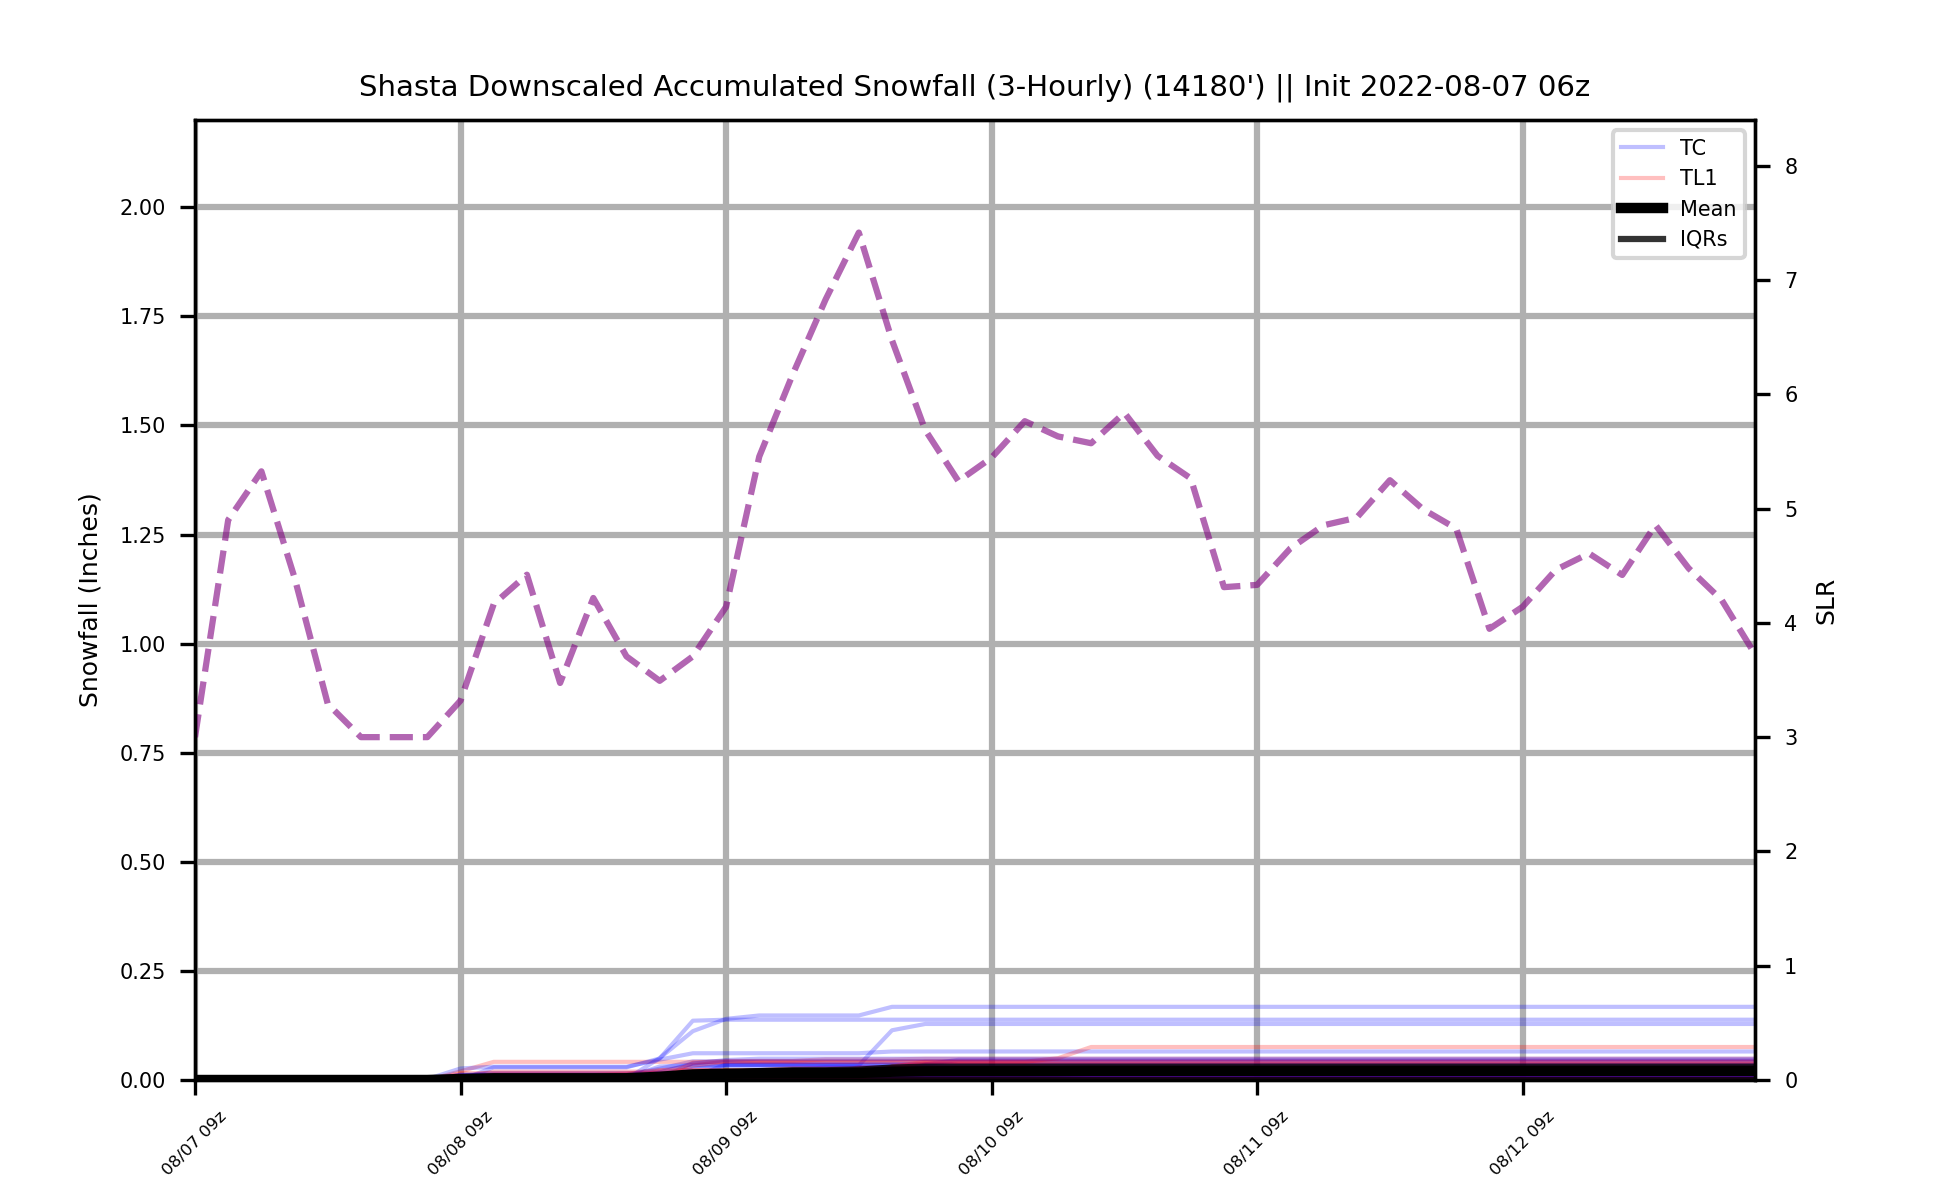 Shasta Downscaled Accumulated Snowfall (3-Hourly) (14180') || Init 2022-08-07 06z
TC
TL1
Mean
IQRs
Snowfall (Inches)
2.00
1.75
1.50
1.25
1.00
0.75
0.50
0.25
0.00
8
7
6
5
4
3
2
1
0
SLR
08/07 09z
08/08 09z
08/09 09z
08/10 09z
08/11 09z
08/12 09z